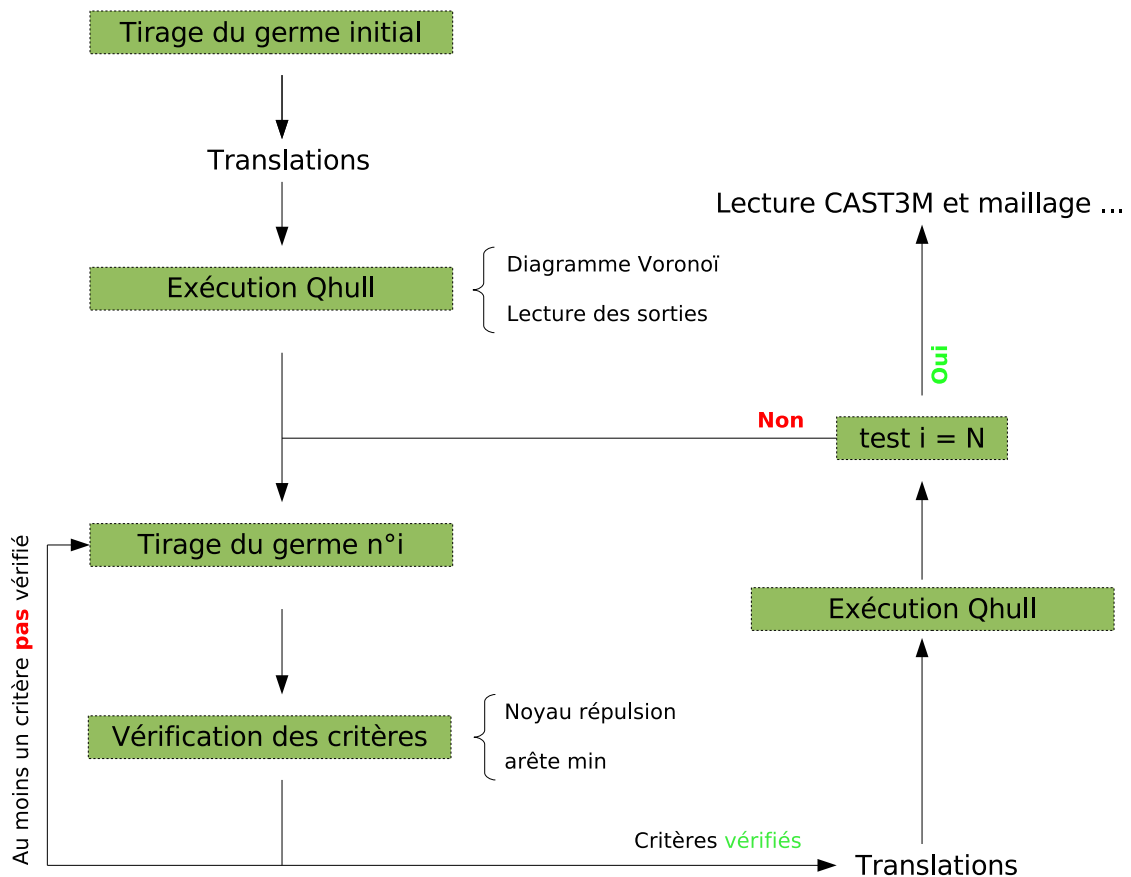 Tirage du germe initial
Translations
Lecture CAST3M et maillage ...
Exécution Qhull
Diagramme Voronoï
Lecture des sorties
Oui
Non
test i = N
Tirage du germe n°i
Au moins un critère pas vérifié
Exécution Qhull
Vérification des critères
Noyau répulsion
arête min
Critères vérifiés
Translations